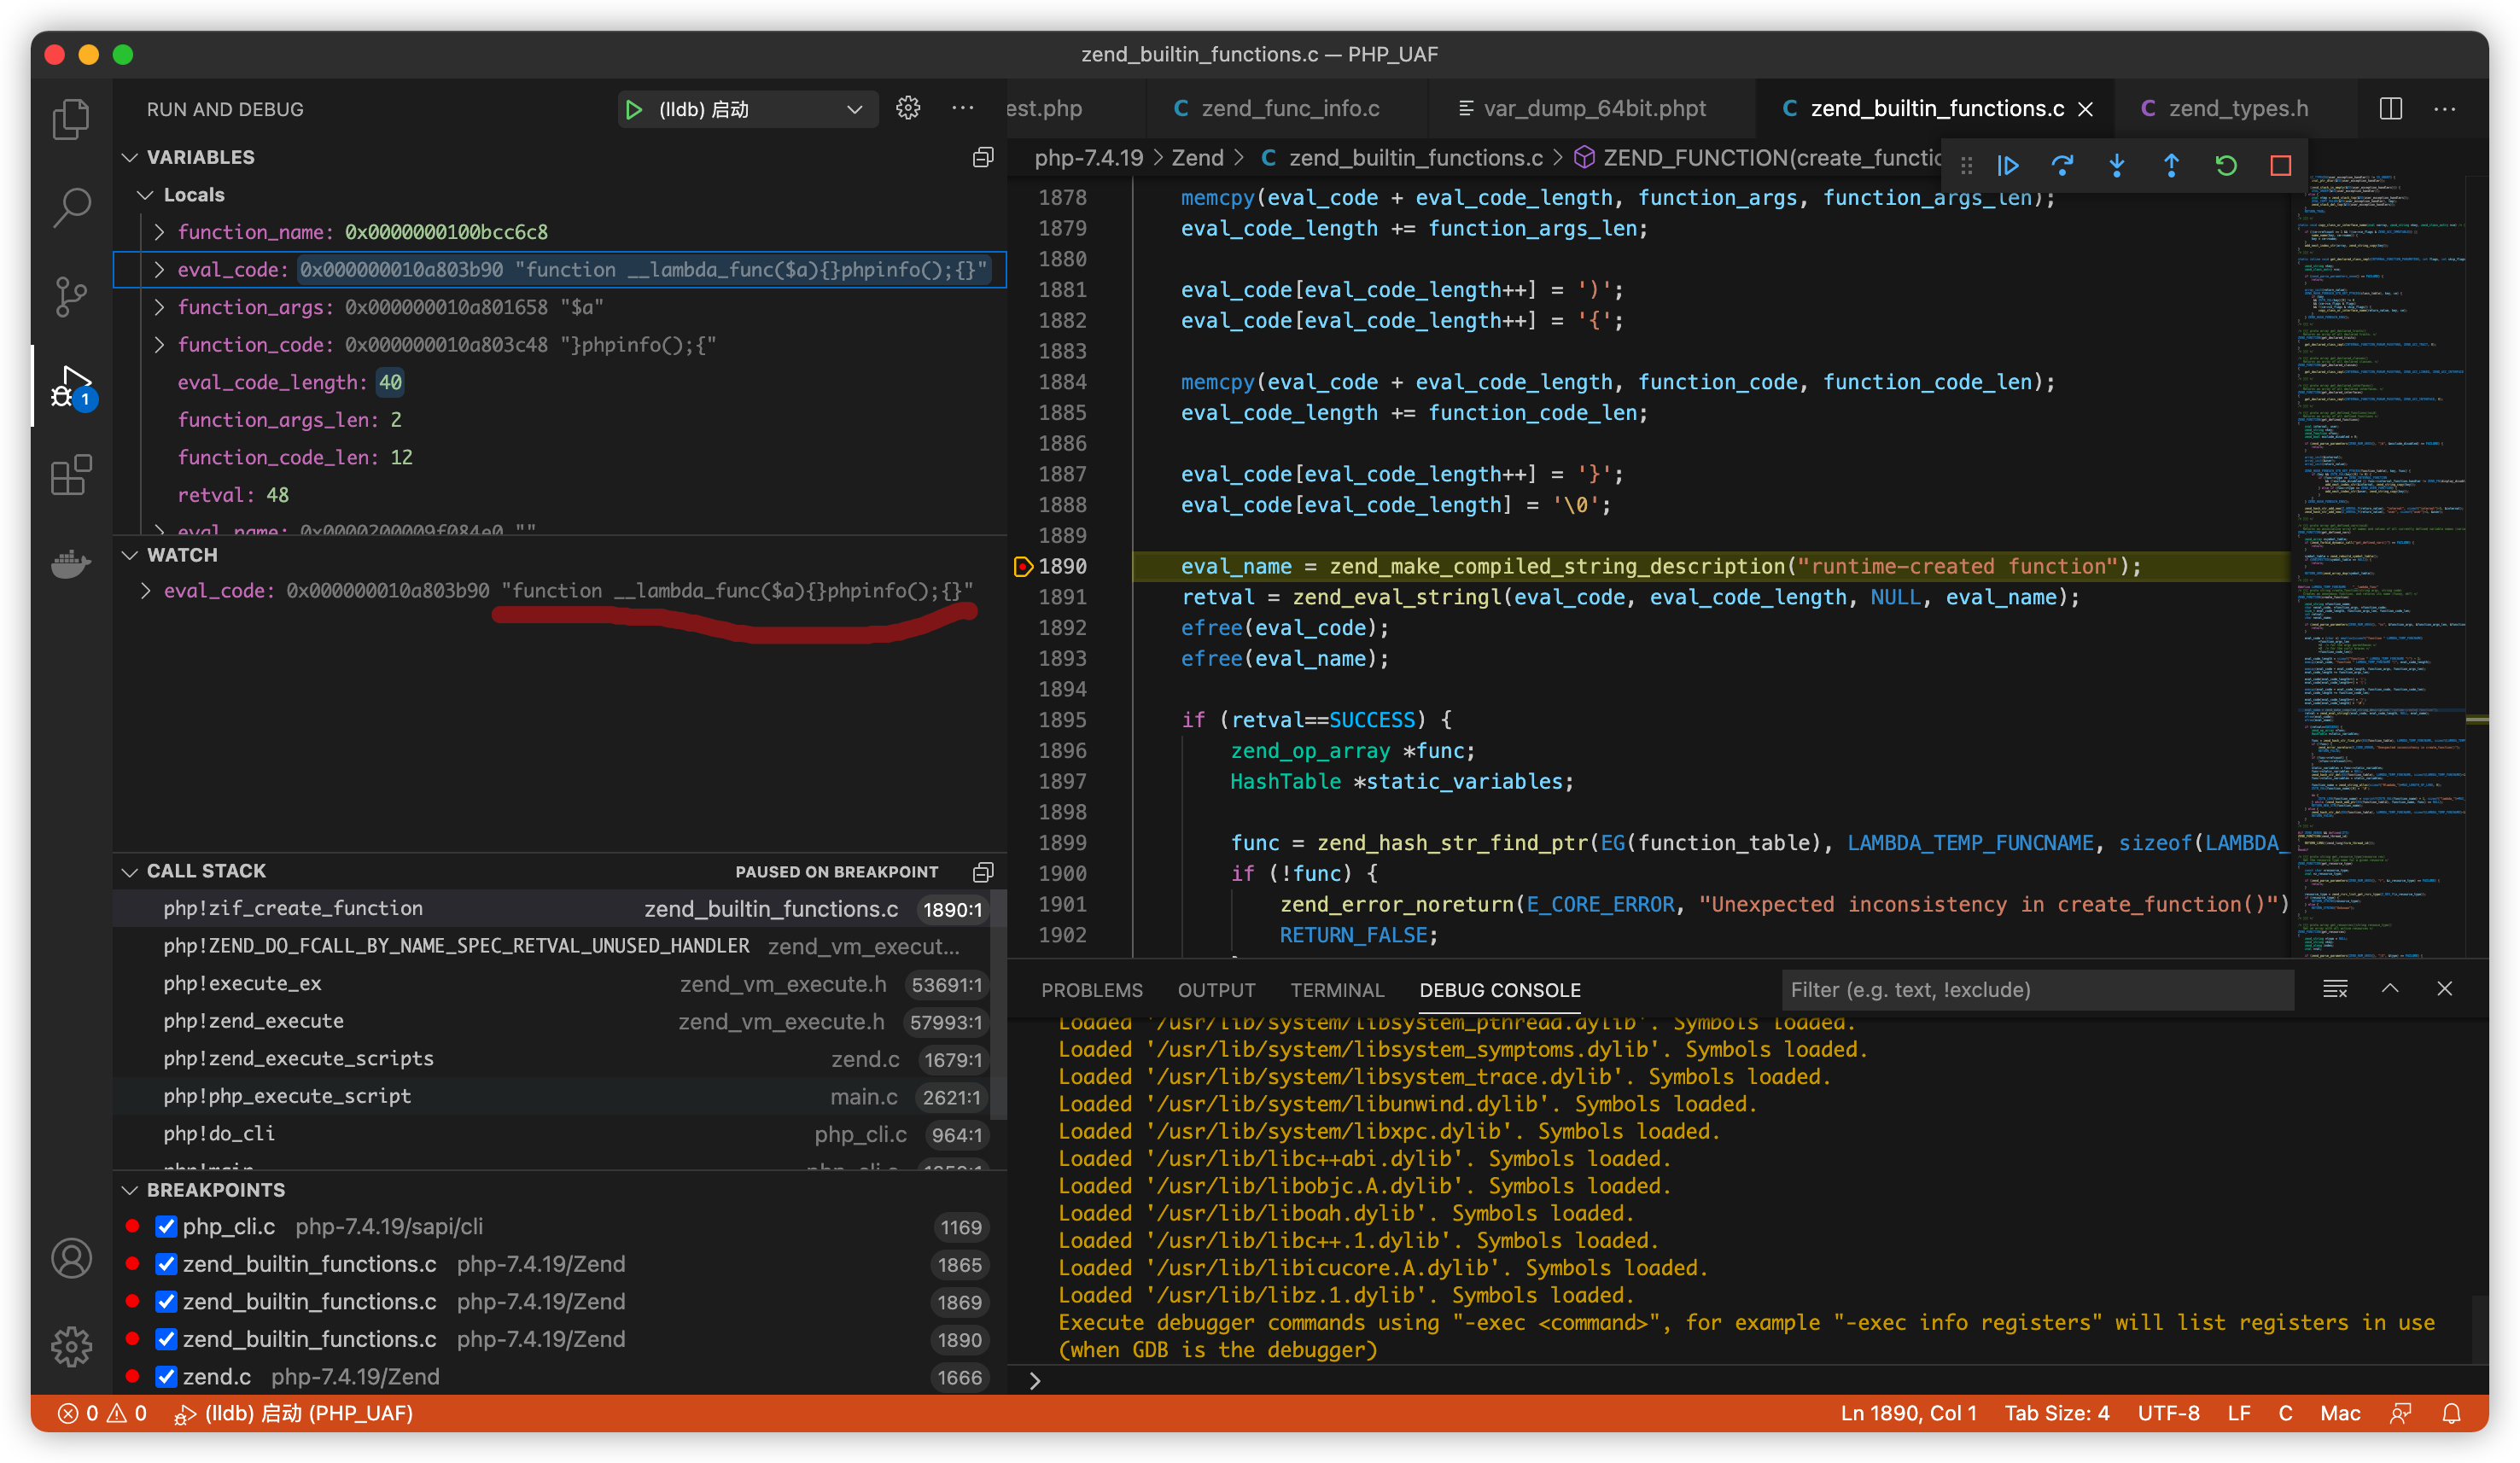 zend_builtin_functions.c — PHP_UAF
RUN AND DEBUG
(lldb) 启动
VARIABLES
Locals
function_name: 0x0000000100bcc6c8
eval_code: 0x000000010a803b90 "function __lambda_func($a){}phpinfo();{}"
function_args: 0x000000010a801658 "$a"
function_code: 0x000000010a803c48 "}phpinfo();{"
eval_code_length: 40
function_args_len: 2
function_code_len: 12
retval: 48
eval_name: 0x0000200009f084e0 ""
WATCH
eval_code: 0x000000010a803b90 "function __lambda_func($a){}phpinfo();{}"
CALL STACK PAUSED ON BREAKPOINT
php!zif_create_function zend_builtin_functions.c 1890:1
php!ZEND_DO_FCALL_BY_NAME_SPEC_RETVAL_UNUSED_HANDLER zend_vm_execut...
php!execute_ex zend_vm_execute.h 53691:1
php!zend_execute zend_vm_execute.h 57993:1
php!zend_execute_scripts zend.c 1679:1
php!php_execute_script main.c 2621:1
php!do_cli php_cli.c 964:1
php!main php_cli.c
BREAKPOINTS
php_cli.c php-7.4.19/sapi/cli 1169
zend_builtin_functions.c php-7.4.19/Zend 1865
zend_builtin_functions.c php-7.4.19/Zend 1869
zend_builtin_functions.c php-7.4.19/Zend 1890
zend.c php-7.4.19/Zend 1666
est.php
C zend_func_info.c
var_dump_64bit.phpt
C zend_builtin_functions.c
C zend_types.h
php-7.4.19 > Zend > C zend_builtin_functions.c > ZEND_FUNCTION(create_functio
1878 memcpy(eval_code + eval_code_length, function_args, function_args_len);
1879 eval_code_length += function_args_len;
1880
1881 eval_code[eval_code_length++] = ')';
1882 eval_code[eval_code_length++] = '{';
1883
1884 memcpy(eval_code + eval_code_length, function_code, function_code_len);
1885 eval_code_length += function_code_len;
1886
1887 eval_code[eval_code_length++] = '}';
1888 eval_code[eval_code_length] = '\0';
1889
1890 eval_name = zend_make_compiled_string_description("runtime-created function");
1891 retval = zend_eval_stringl(eval_code, eval_code_length, NULL, eval_name);
1892 efree(eval_code);
1893 efree(eval_name);
1894
1895 if (retval==SUCCESS) {
1896 zend_op_array *func;
1897 HashTable *static_variables;
1898
1899 func = zend_hash_str_find_ptr(EG(function_table), LAMBDA_TEMP_FUNCNAME, sizeof(LAMBDA_
1900 if (!func) {
1901 zend_error_noreturn(E_CORE_ERROR, "Unexpected inconsistency in create_function()")
1902 RETURN_FALSE;
PROBLEMS OUTPUT TERMINAL DEBUG CONSOLE Filter (e.g. text, !exclude)
Loaded '/usr/lib/system/libsystem_pthread.dylib'. Symbols loaded.
Loaded '/usr/lib/system/libsystem_symptoms.dylib'. Symbols loaded.
Loaded '/usr/lib/system/libsystem_trace.dylib'. Symbols loaded.
Loaded '/usr/lib/system/libunwind.dylib'. Symbols loaded.
Loaded '/usr/lib/system/libxpc.dylib'. Symbols loaded.
Loaded '/usr/lib/libc++abi.dylib'. Symbols loaded.
Loaded '/usr/lib/libobjc.A.dylib'. Symbols loaded.
Loaded '/usr/lib/liboah.dylib'. Symbols loaded.
Loaded '/usr/lib/libc++.1.dylib'. Symbols loaded.
Loaded '/usr/lib/libicucore.A.dylib'. Symbols loaded.
Loaded '/usr/lib/libz.1.dylib'. Symbols loaded.
Execute debugger commands using "-exec <command>", for example "-exec info registers" will list registers in use
(when GDB is the debugger)
1
0 0 (lldb) 启动 (PHP_UAF)
Ln 1890, Col 1 Tab Size: 4 UTF-8 LF C Mac